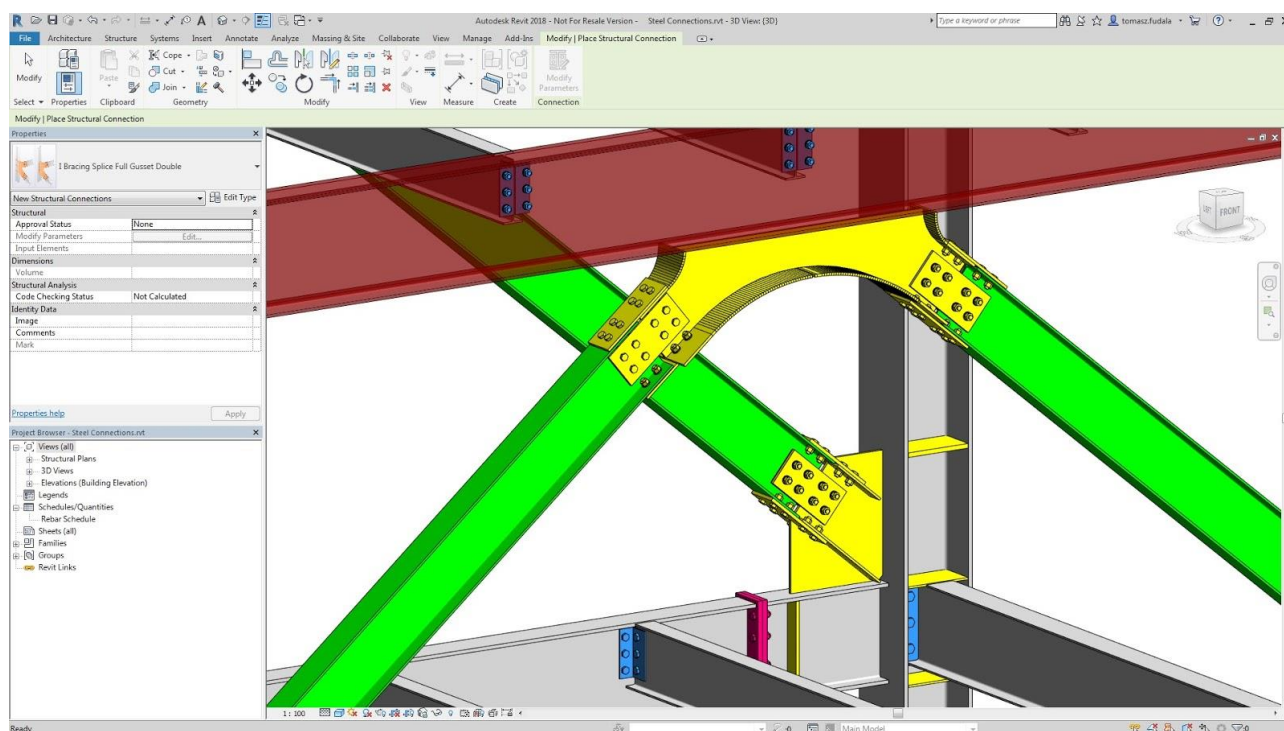 Autodesk Revit 2018 - Not For Resale Version - Steel Connections.rvt - 3D View: {3D}
Type a keyword or phrase
tomasz.fudala
File Architecture Structure Systems Insert Annotate Analyze Massing & Site Collaborate View Manage Add-Ins Modify | Place Structural Connection
Modify
Paste
Cope
Cut
Join
Modify
Parameters
Select Properties Clipboard Geometry Modify View Measure Create Connection
Modify | Place Structural Connection
Properties
I Bracing Splice Full Gusset Double
New Structural Connections Edit Type
Structural
Approval Status None
Modify Parameters Edit...
Input Elements
Dimensions
Volume
Structural Analysis
Code Checking Status Not Calculated
Identity Data
Image
Comments
Mark
Properties help Apply
Project Browser - Steel Connections.rvt
Views (all)
Structural Plans
3D Views
Elevations (Building Elevation)
Legends
Schedules/Quantities
Rebar Schedule
Sheets (all)
Families
Groups
Revit Links
FRONT
1 : 100
Ready
Main Model